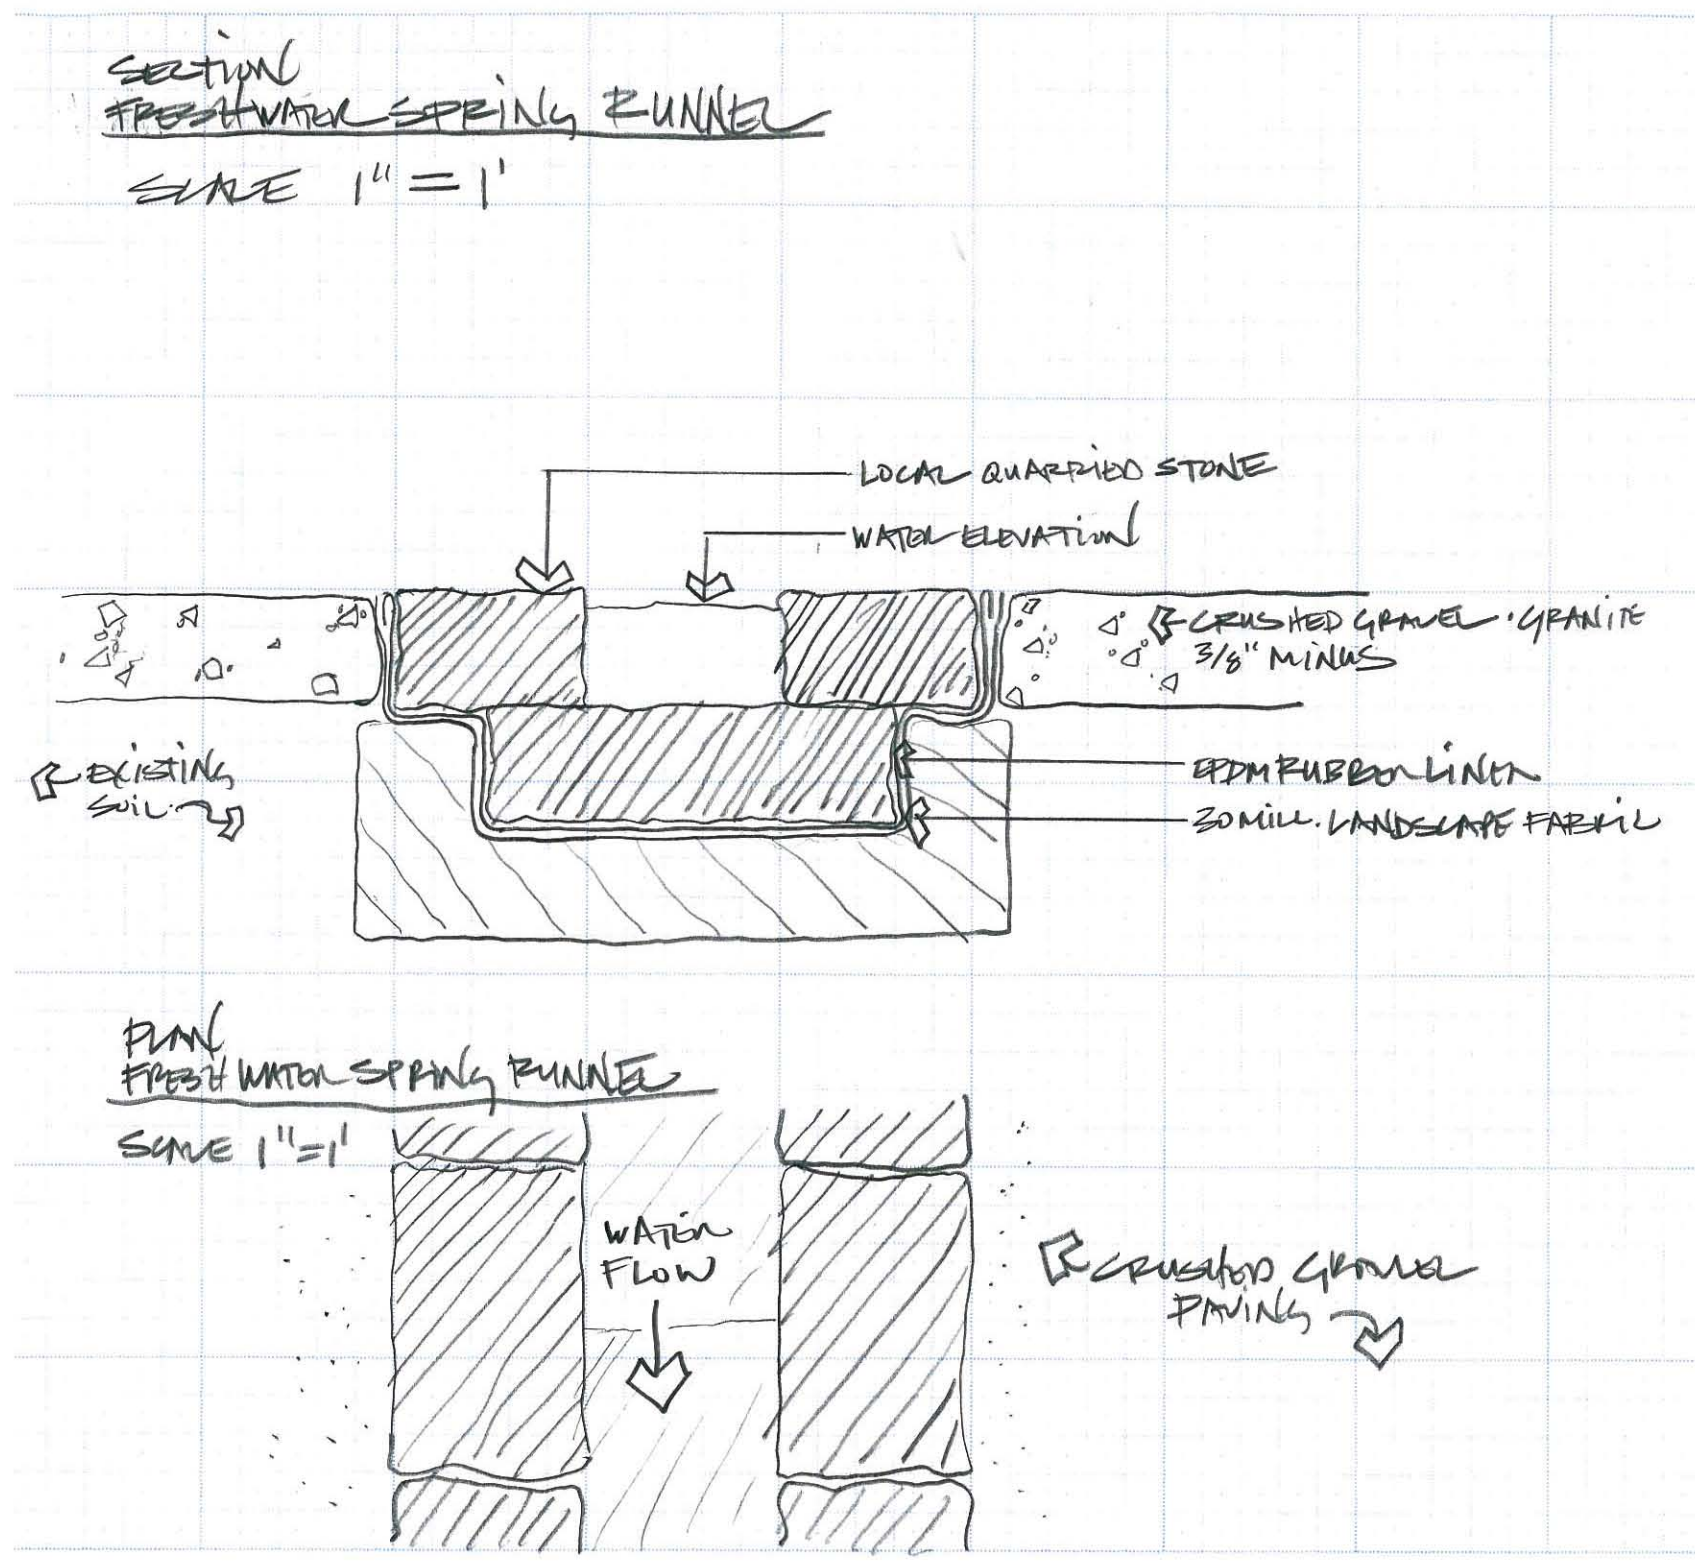 SECTION
FRESHWATER SPRING RUNNEL
SCALE 1"=1'
LOCAL QUARRIED STONE
WATER ELEVATION
CRUSHED GRAVEL · GRANITE
3/8" MINUS
EXISTING
SOIL
EPDM RUBBER LINER
30 MILL. LANDSCAPE FABRIC
PLAN
FRESHWATER SPRING RUNNEL
SCALE 1"=1'
WATER
FLOW
CRUSHED GRAVEL
PAVING